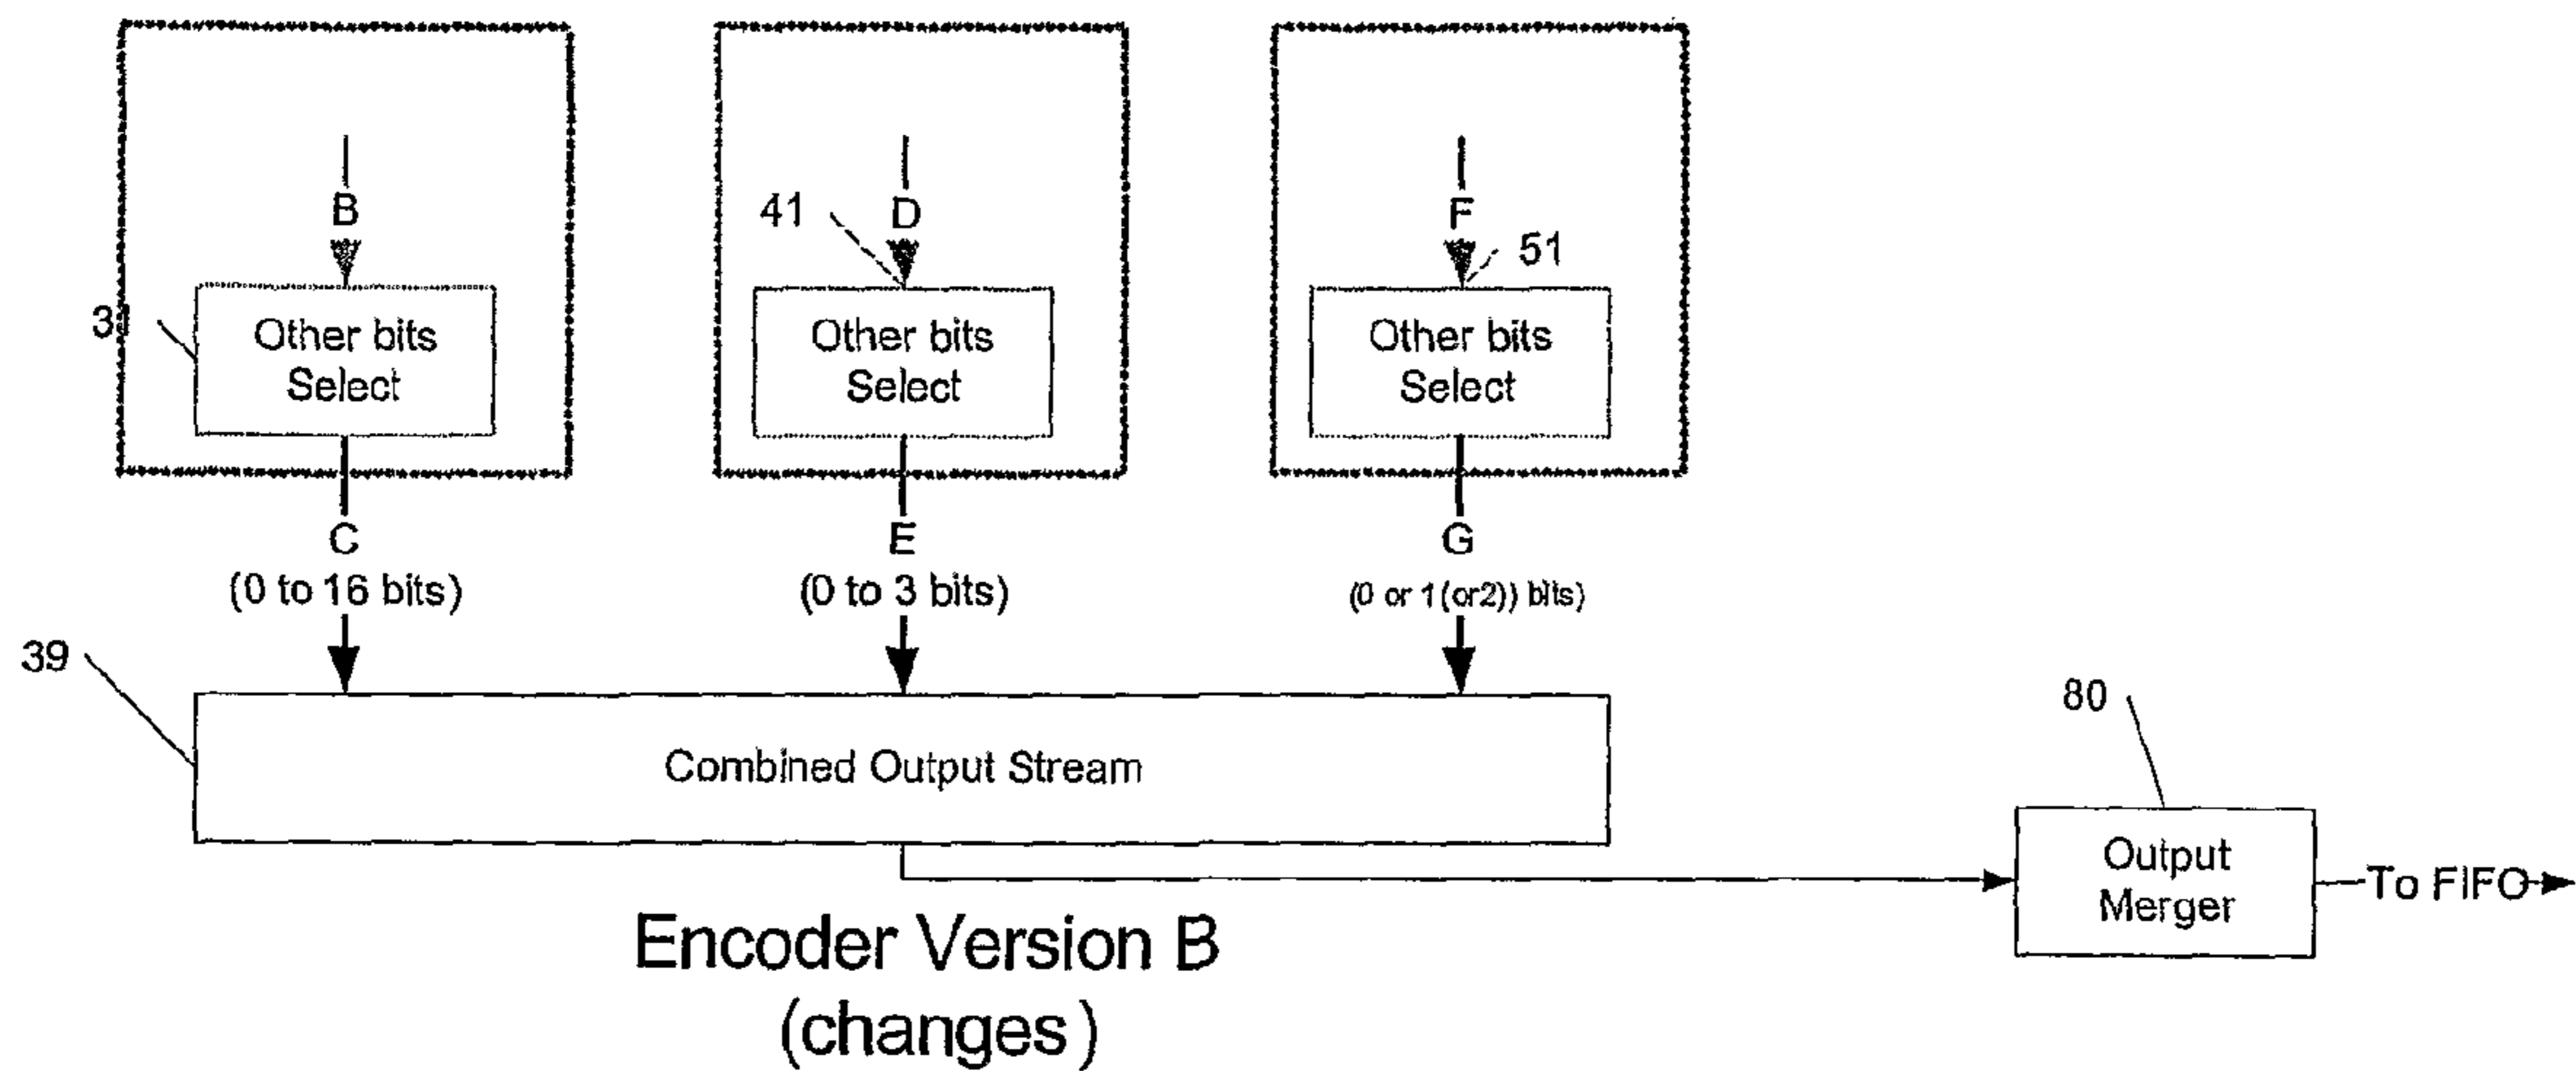 B
D
F
41
51
31
Other bits
Select
Other bits
Select
Other bits
Select
C
E
G
(0 to 16 bits)
(0 to 3 bits)
(0 or 1(or2)) bits)
39
80
Combined Output Stream
Output
Merger
To FIFO
Encoder Version B
(changes)